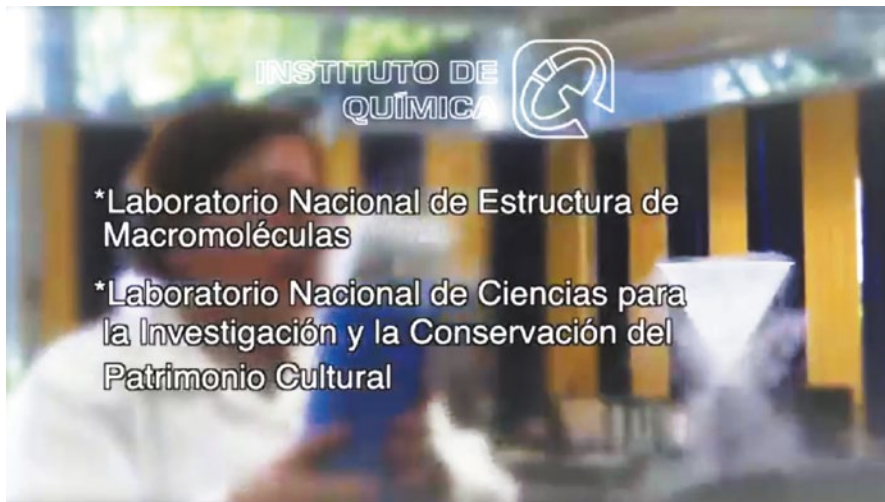 INSTITUTO DE
QUÍMICA
*Laboratorio Nacional de Estructura de
Macromoléculas
*Laboratorio Nacional de Ciencias para
la Investigación y la Conservación del
Patrimonio Cultural